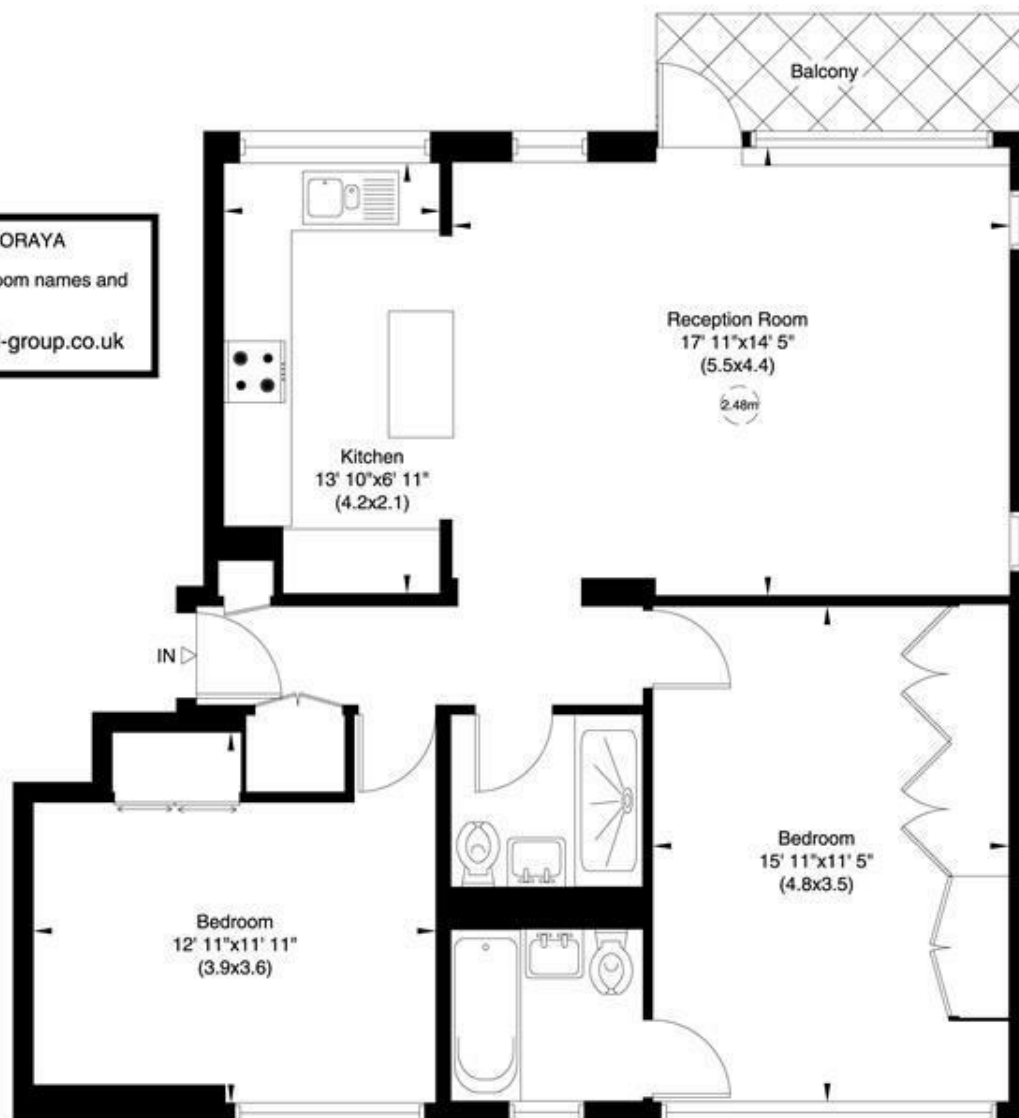 Balcony
ORAYA
room names and
-group.co.uk
Reception Room
17' 11"x14' 5"
(5.5x4.4)
2.48m
Kitchen
13' 10"x6' 11"
(4.2x2.1)
IN
Bedroom
15' 11"x11' 5"
(4.8x3.5)
Bedroom
12' 11"x11' 11"
(3.9x3.6)